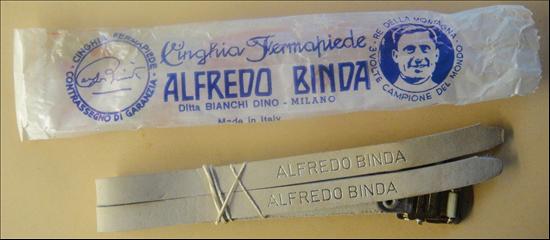 CINGHIA FERMAPIEDE
CONTRASSEGNO DI GARANZIA
Cinghia Fermapiede
ALFREDO BINDA
Ditta BIANCHI DINO - MILANO
Made in Italy
RE DELLA MONTAGNA
3 VOLTE CAMPIONE DEL MONDO
ALFREDO BINDA
ALFREDO BINDA